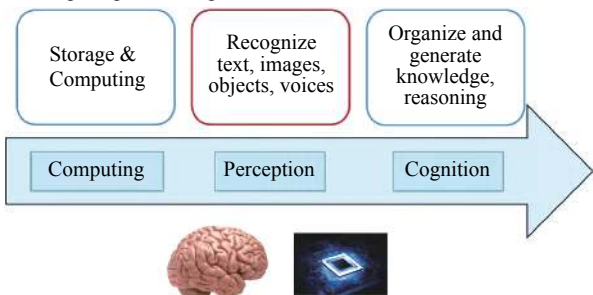 Storage &
Computing
Recognize
text, images,
objects, voices
Organize and
generate
knowledge,
reasoning
Computing
Perception
Cognition